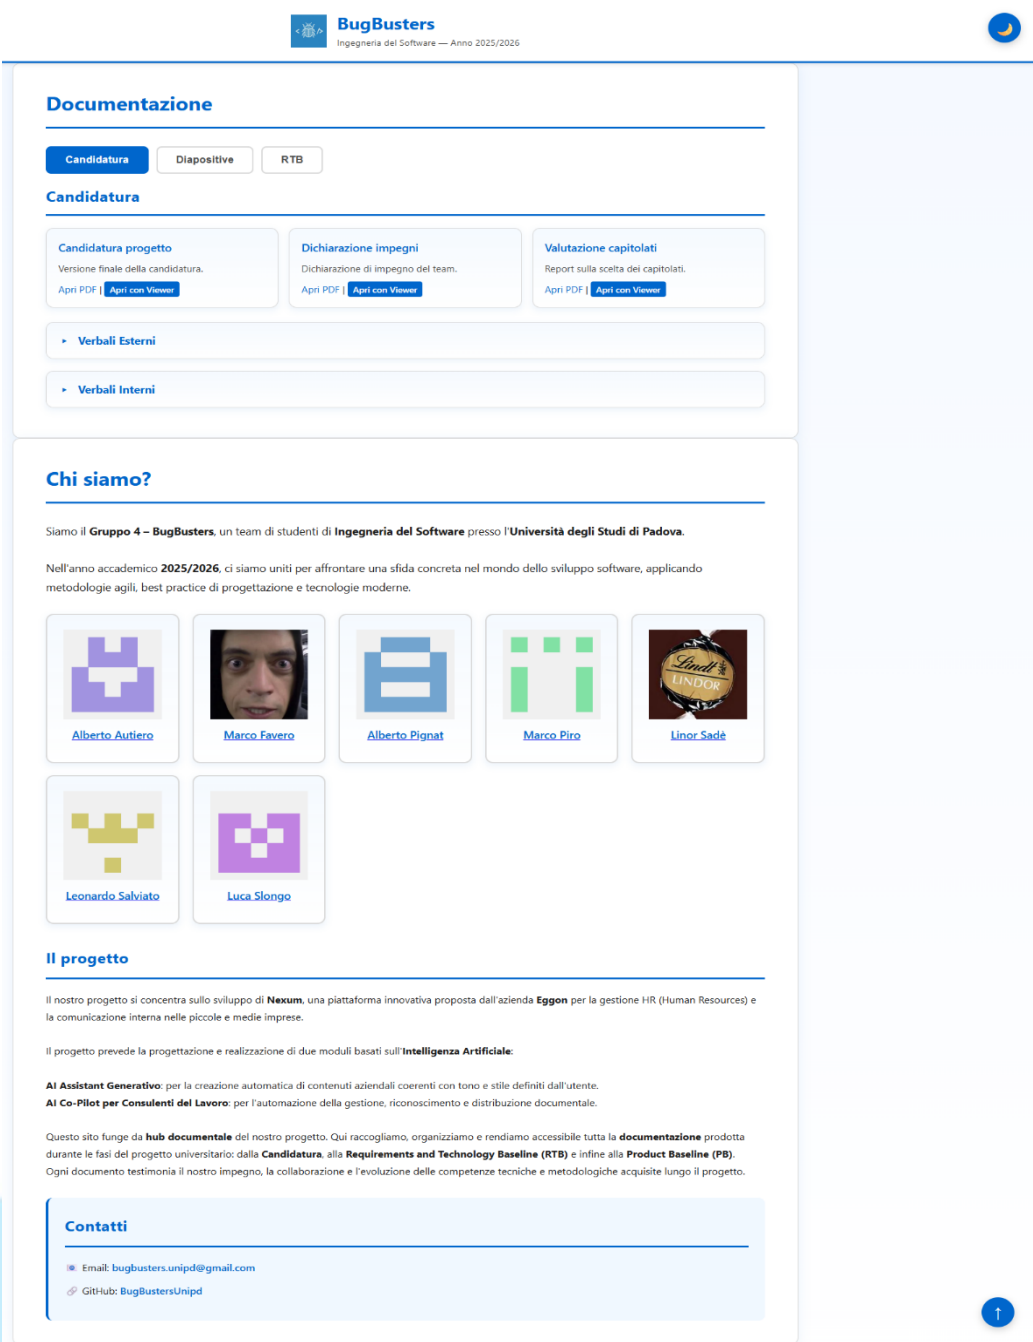 BugBusters
Ingegneria del Software — Anno 2025/2026
Documentazione
Candidatura
Diapositive
RTB
Candidatura
Candidatura progetto
Versione finale della candidatura.
Apri PDF | Apri con Viewer
Dichiarazione impegni
Dichiarazione di impegno del team.
Apri PDF | Apri con Viewer
Valutazione capitolati
Report sulla scelta dei capitolati.
Apri PDF | Apri con Viewer
Verbali Esterni
Verbali Interni
Chi siamo?
Siamo il Gruppo 4 – BugBusters, un team di studenti di Ingegneria del Software presso l'Università degli Studi di Padova.
Nell'anno accademico 2025/2026, ci siamo uniti per affrontare una sfida concreta nel mondo dello sviluppo software, applicando
metodologie agili, best practice di progettazione e tecnologie moderne.
Lindt
LINDOR
Alberto Autiero
Marco Favero
Alberto Pignat
Marco Piro
Linor Sadè
Leonardo Salviato
Luca Slongo
Il progetto
Il nostro progetto si concentra sullo sviluppo di Nexum, una piattaforma innovativa proposta dall'azienda Eggon per la gestione HR (Human Resources) e
la comunicazione interna nelle piccole e medie imprese.
Il progetto prevede la progettazione e realizzazione di due moduli basati sull'Intelligenza Artificiale:
AI Assistant Generativo: per la creazione automatica di contenuti aziendali coerenti con tono e stile definiti dall'utente.
AI Co-Pilot per Consulenti del Lavoro: per l'automazione della gestione, riconoscimento e distribuzione documentale.
Questo sito funge da hub documentale del nostro progetto. Qui raccogliamo, organizziamo e rendiamo accessibile tutta la documentazione prodotta
durante le fasi del progetto universitario: dalla Candidatura, alla Requirements and Technology Baseline (RTB) e infine alla Product Baseline (PB).
Ogni documento testimonia il nostro impegno, la collaborazione e l'evoluzione delle competenze tecniche e metodologiche acquisite lungo il progetto.
Contatti
Email: bugbusters.unipd@gmail.com
GitHub: BugBustersUnipd